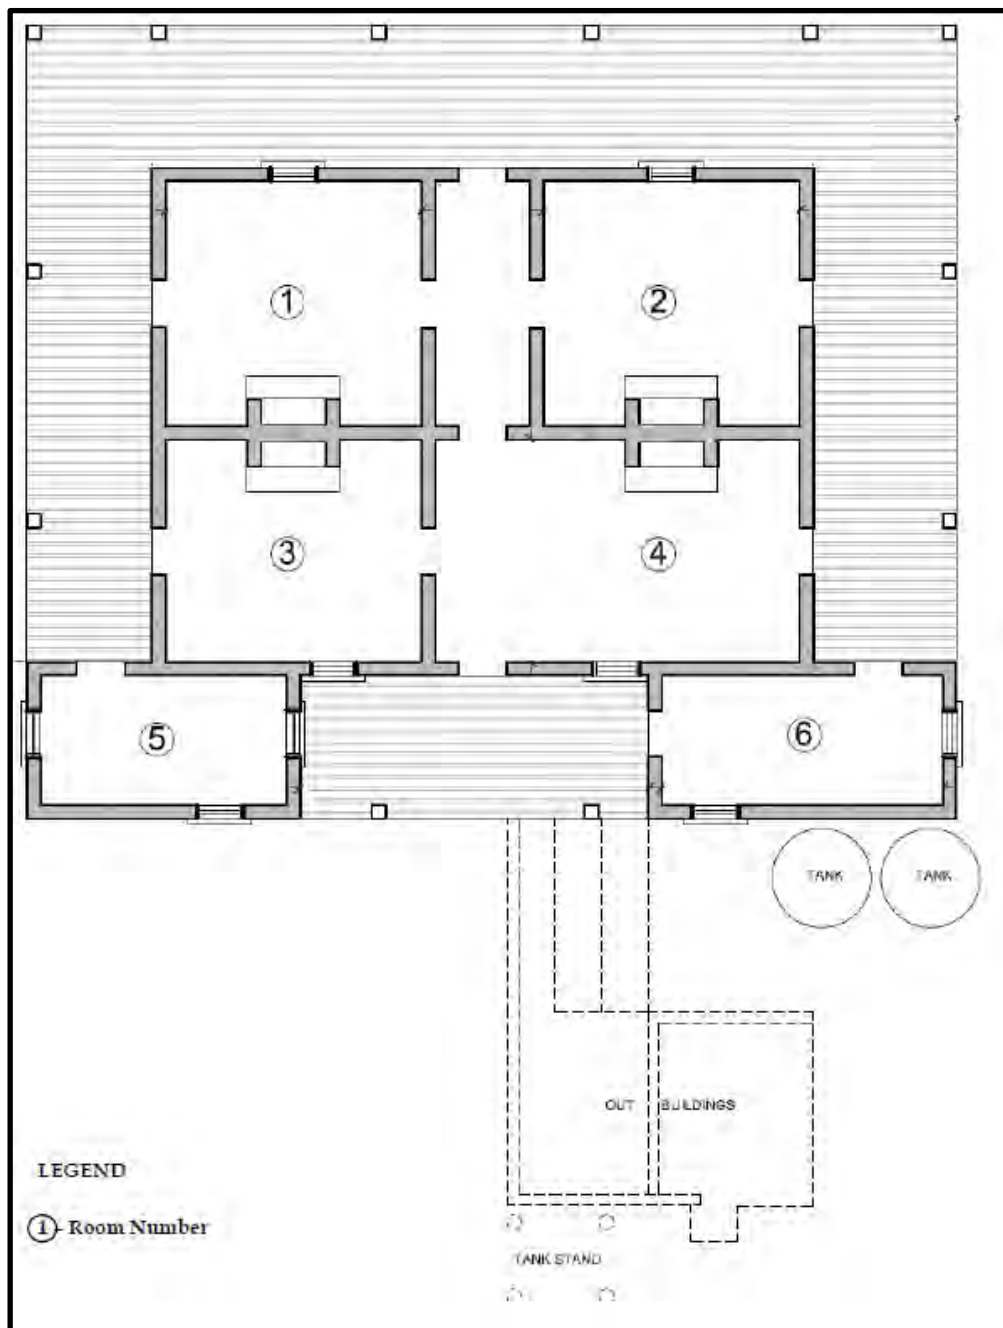 1
2
3
4
5
6
TANK
TANK
OUT BUILDINGS
LEGEND
1 - Room Number
TANK STAND